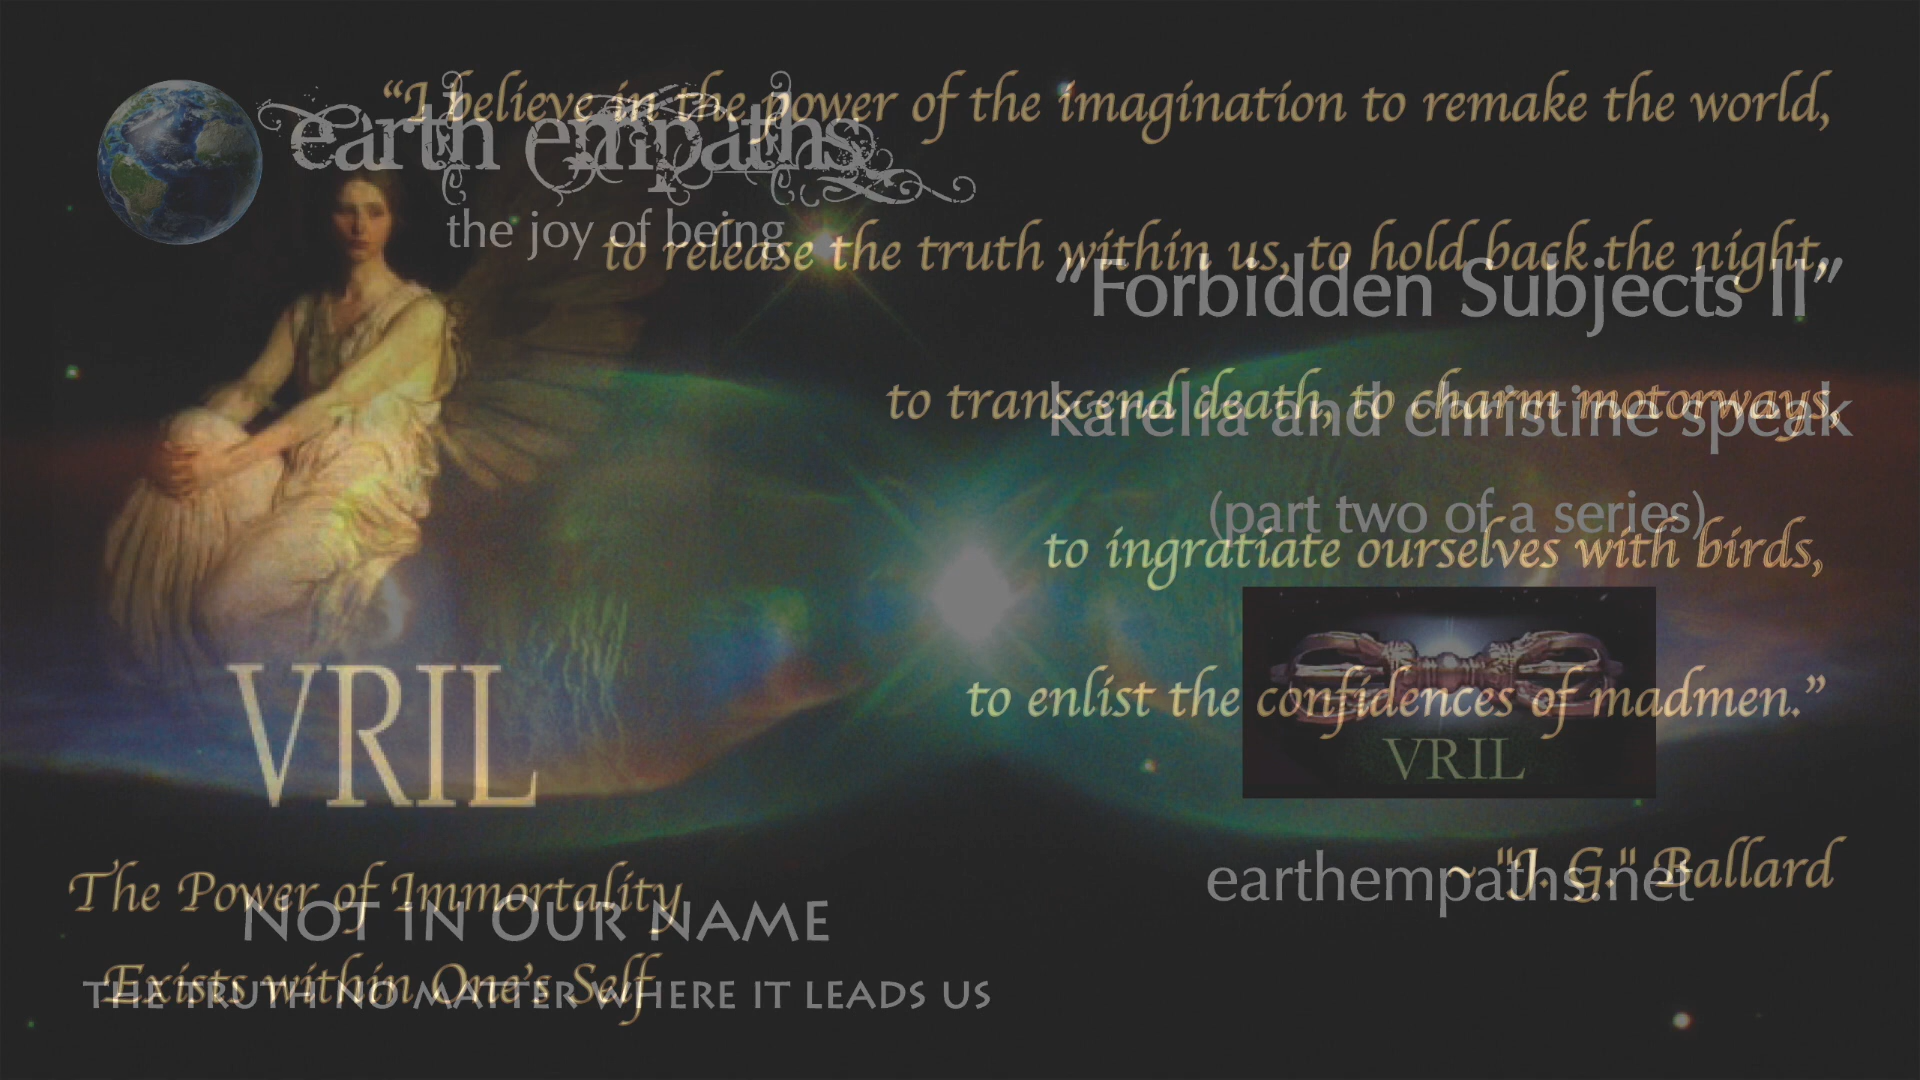 “I believe in the power of the imagination to remake the world,
earth empaths
the joy of being
to release the truth within us, to hold back the night,
“Forbidden Subjects II”
to transcend death, to charm motorways,
karelia and christine speak
(part two of a series)
to ingratiate ourselves with birds,
to enlist the confidences of madmen.”
VRIL
VRIL
~ "J. G." Ballard
earthempaths.net
The Power of Immortality
NOT IN OUR NAME
Exists within One's Self
THE TRUTH NO MATTER WHERE IT LEADS US